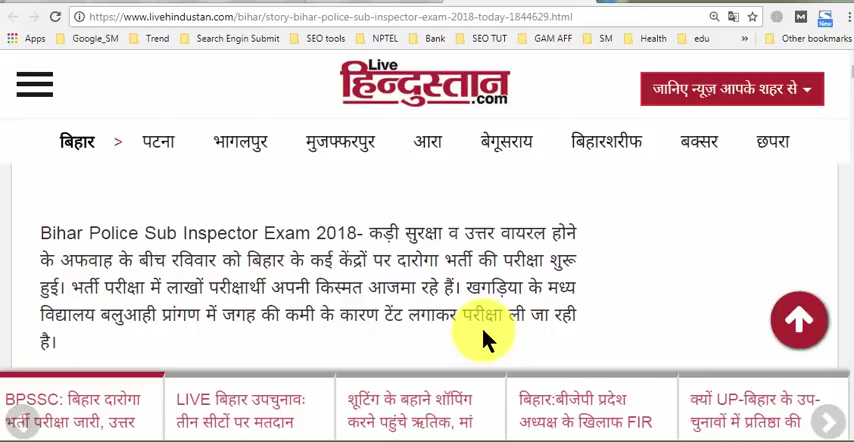 https://www.livehindustan.com/bihar/story-bihar-police-sub-inspector-exam-2018-today-1844629.html
Apps Google_SM Trend Search Engin Submit SEO tools NPTEL Bank SEO TUT GAM AFF SM Health edu » Other bookmarks
Live
हिन्दुस्तान
.com
जानिए न्यूज़ आपके शहर से
बिहार > पटना भागलपुर मुजफ्फरपुर आरा बेगूसराय बिहारशरीफ बक्सर छपरा
Bihar Police Sub Inspector Exam 2018- कड़ी सुरक्षा व उत्तर वायरल होने
के अफवाह के बीच रविवार को बिहार के कई केंद्रों पर दारोगा भर्ती की परीक्षा शुरू
हुई। भर्ती परीक्षा में लाखों परीक्षार्थी अपनी किस्मत आजमा रहे हैं। खगड़िया के मध्य
विद्यालय बलुआही प्रांगण में जगह की कमी के कारण टेंट लगाकर परीक्षा ली जा रही
है।
BPSSC: बिहार दारोगा
भर्ती परीक्षा जारी, उत्तर
LIVE बिहार उपचुनावः
तीन सीटों पर मतदान
शूटिंग के बहाने शॉपिंग
करने पहुंचे ऋतिक, मां
बिहार:बीजेपी प्रदेश
अध्यक्ष के खिलाफ FIR
क्यों UP-बिहार के उप-
चुनावों में प्रतिष्ठा की